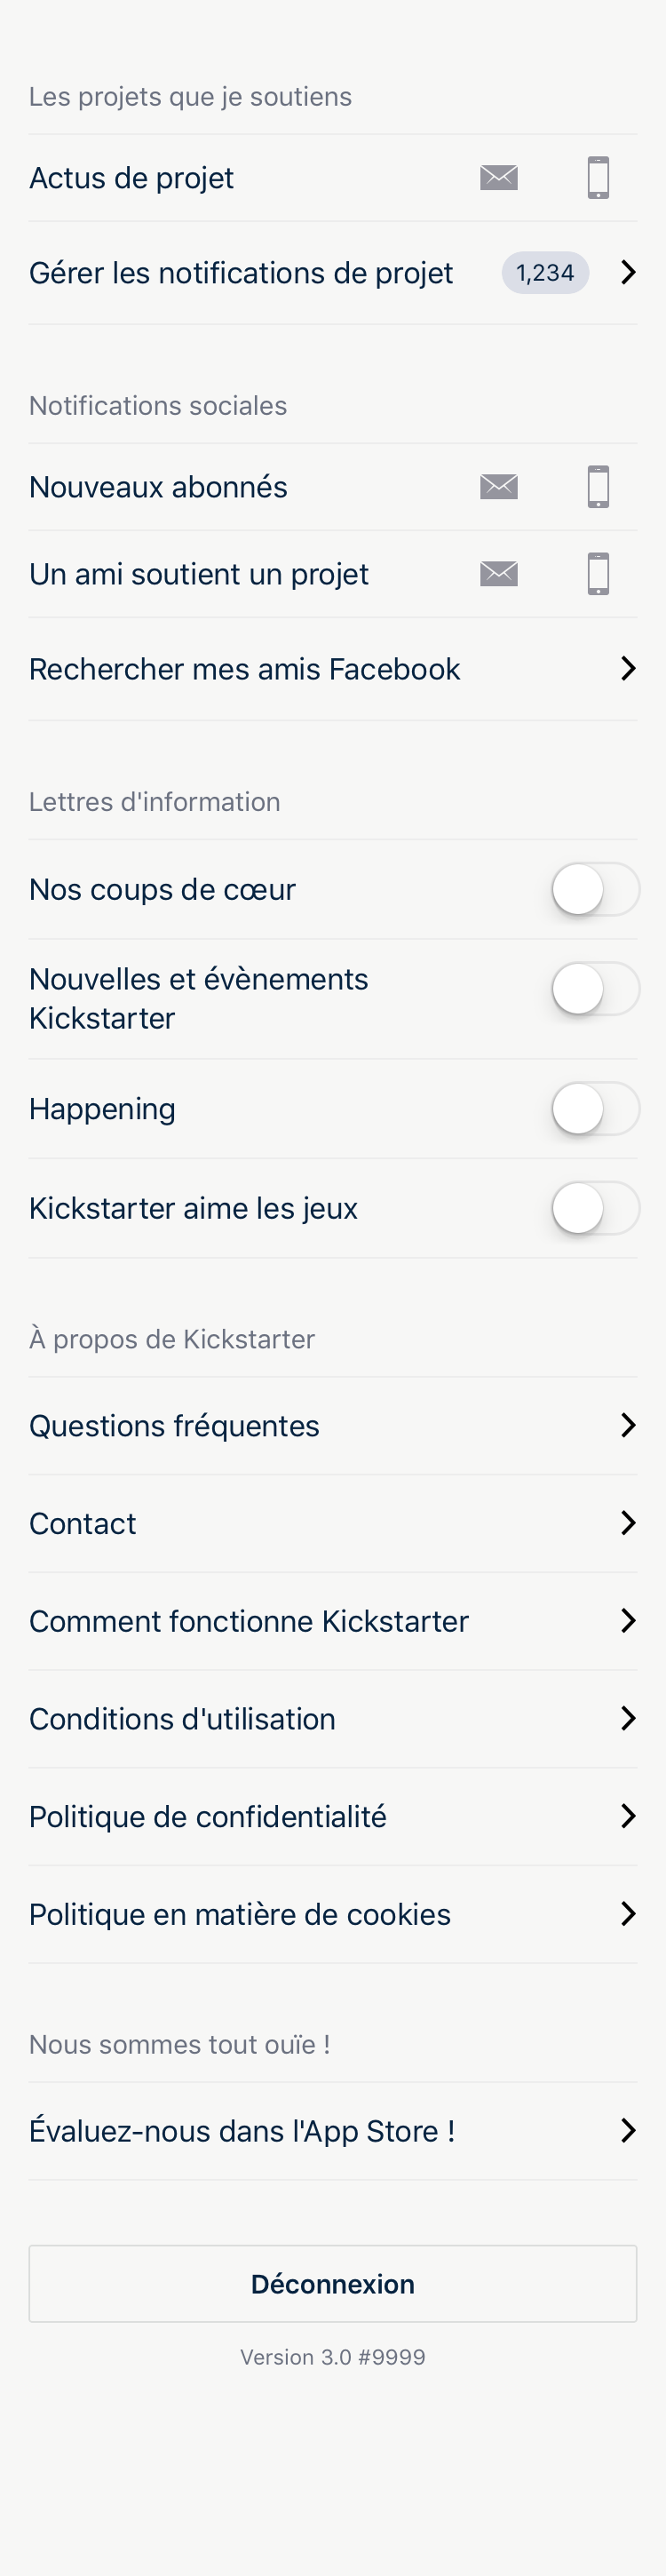 Les projets que je soutiens
Actus de projet
Gérer les notifications de projet 1,234
Notifications sociales
Nouveaux abonnés
Un ami soutient un projet
Rechercher mes amis Facebook
Lettres d'information
Nos coups de cœur
Nouvelles et évènements
Kickstarter
Happening
Kickstarter aime les jeux
À propos de Kickstarter
Questions fréquentes
Contact
Comment fonctionne Kickstarter
Conditions d'utilisation
Politique de confidentialité
Politique en matière de cookies
Nous sommes tout ouïe !
Évaluez-nous dans l'App Store !
Déconnexion
Version 3.0 #9999